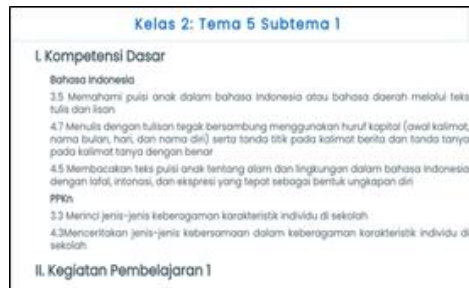 Kelas 2: Tema 5 Subtema 1
I. Kompetensi Dasar
Bahasa Indonesia
3.5 Memahami puisi anak dalam bahasa Indonesia atau bahasa daerah melalui teks
tulis dan lisan
4.7 Menulis dengan tulisan tegak bersambung menggunakan huruf kapital (awal kalimat,
nama bulan, hari, dan nama diri) serta tanda titik pada kalimat berita dan tanda tanya
pada kalimat tanya dengan benar
4.5 Membacakan teks puisi anak tentang alam dan lingkungan dalam bahasa Indonesia
dengan lafal, intonasi, dan ekspresi yang tepat sebagai bentuk ungkapan diri
PPKn
3.3 Merinci jenis-jenis keberagaman karakteristik individu di sekolah
4.3Menceritakan jenis-jenis kebersamaan dalam keberagaman karakteristik individu di
sekolah
II. Kegiatan Pembelajaran 1